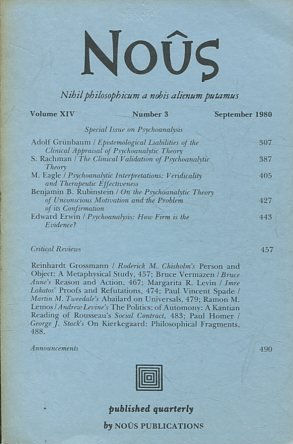 NOÛS
Nihil philosophicum a nobis alienum putamus
Volume XIV Number 3 September 1980
Special Issue on Psychoanalysis
Adolf Grünbaum / Epistemological Liabilities of the 307
Clinical Appraisal of Psychoanalytic Theory
S. Rachman / The Clinical Validation of Psychoanalytic 387
Theory
M. Eagle / Psychoanalytic Interpretations: Veridicality 405
and Therapeutic Effectiveness
Benjamin B. Rubinstein / On the Psychoanalytic Theory
of Unconscious Motivation and the Problem 427
of its Confirmation
Edward Erwin / Psychoanalysis: How Firm is the 443
Evidence?
Critical Reviews 457
Reinhardt Grossmann / Roderick M. Chisholm's Person and
Object: A Metaphysical Study, 457; Bruce Vermazen / Bruce
Aune's Reason and Action, 467; Margarita R. Levin / Imre
Lakatos' Proofs and Refutations, 474; Paul Vincent Spade /
Martin M. Tweedale's Abailard on Universals, 479; Ramon M.
Lemos / Andrew Levine's The Politics of Autonomy: A Kantian
Reading of Rousseau's Social Contract, 483; Paul Homer /
George J. Stack's On Kierkegaard: Philosophical Fragments,
488.
Announcements 490
published quarterly
by NOÛS PUBLICATIONS